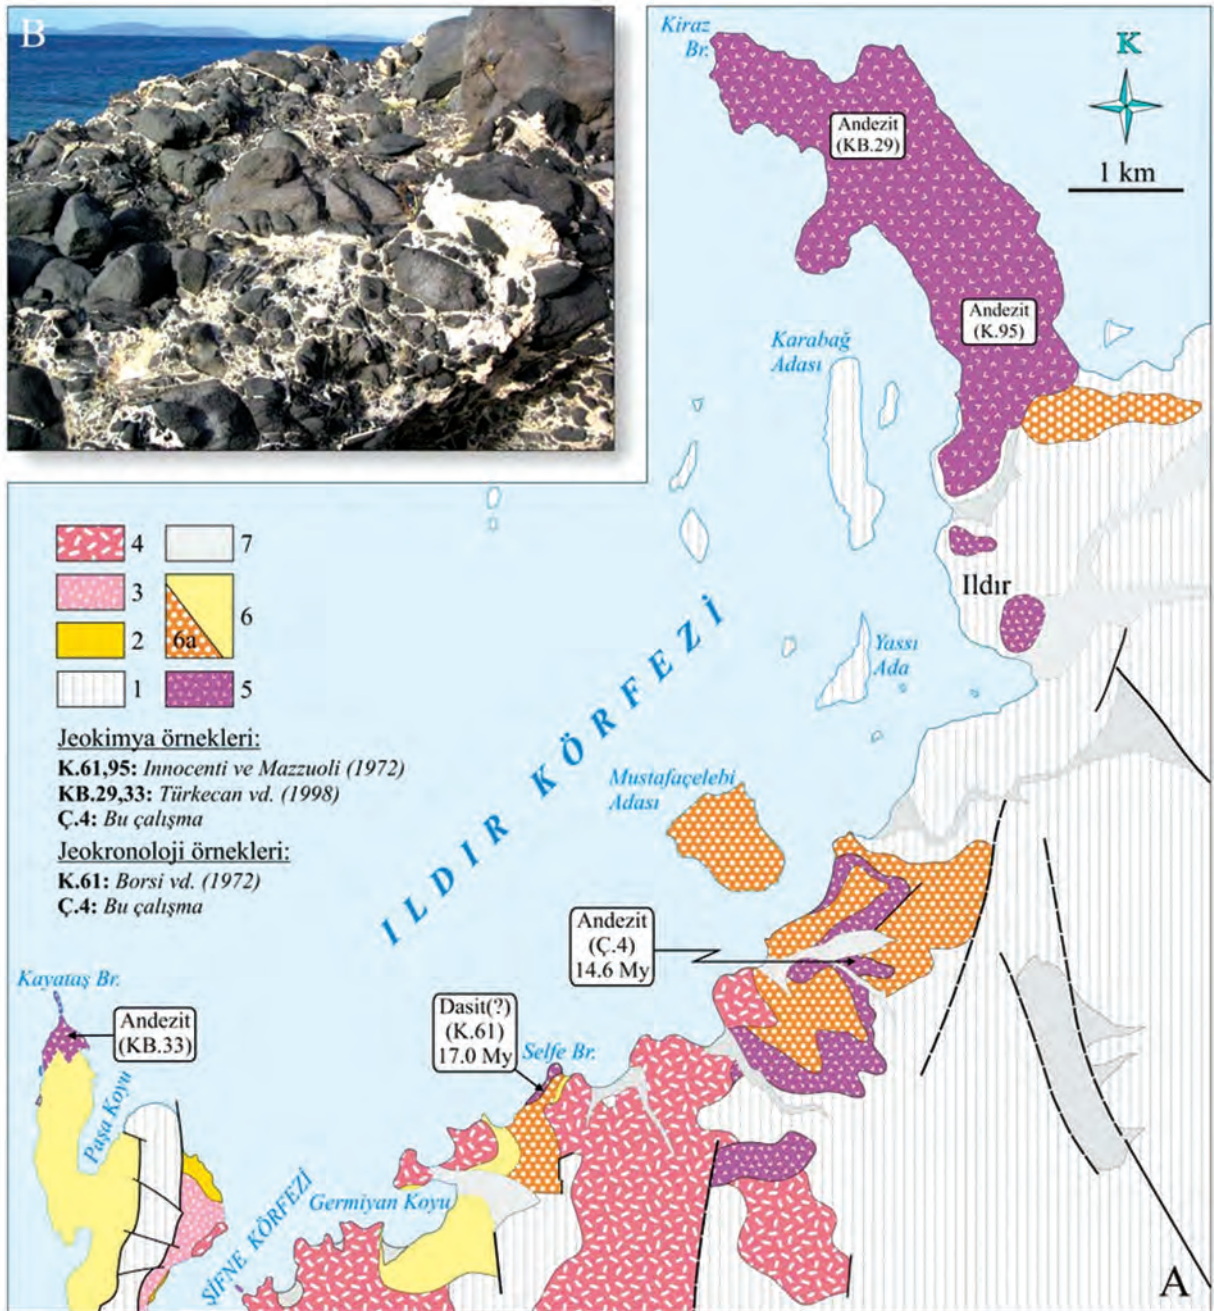 B
Kiraz
Br.
K
1 km
Andezit
(KB.29)
Andezit
(K.95)
Karabağ
Adası
Ildır
Yassı
Ada
Mustafaçelebi
Adası
ILDIR KÖRFEZİ
4
3
2
1
7
6
6a
5
Jeokimya örnekleri:
K.61,95: Innocenti ve Mazzuoli (1972)
KB.29,33: Türkecan vd. (1998)
Ç.4: Bu çalışma
Jeokronoloji örnekleri:
K.61: Borsi vd. (1972)
Ç.4: Bu çalışma
Andezit
(Ç.4)
14.6 My
Kayataş Br.
Andezit
(KB.33)
Dasit(?)
(K.61)
17.0 My
Selfe Br.
Paşa Koyu
ŞİFNE KÖRFEZİ
Germiyan Koyu
A